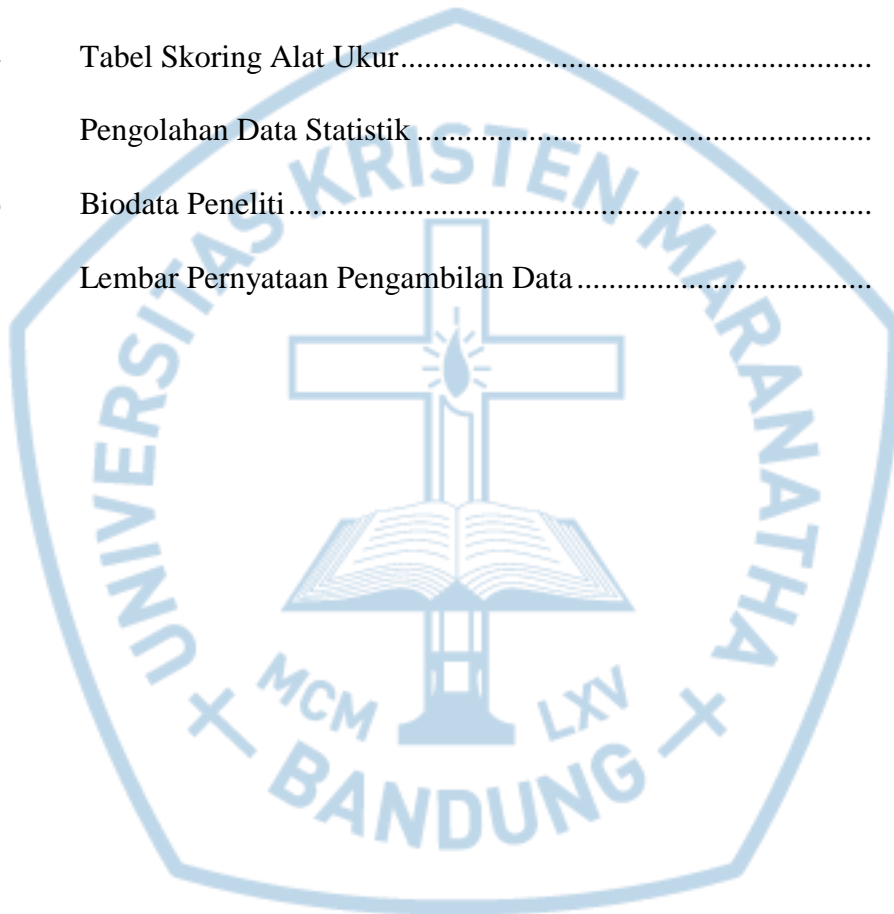 Tabel Skoring Alat Ukur...........................................................
Pengolahan Data Statistik.........................................................
Biodata Peneliti.........................................................................
Lembar Pernyataan Pengambilan Data.....................................
UNIVERSITAS KRISTEN MARANATHA
MCM LXV
BANDUNG